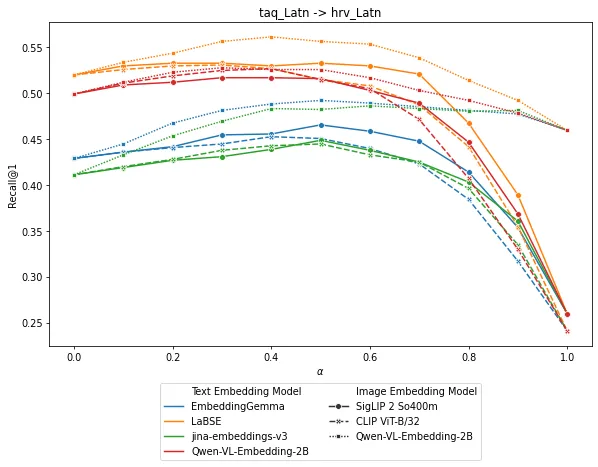 taq_Latn -> hrv_Latn
Recall@1
0.55
0.50
0.45
0.40
0.35
0.30
0.25
0.0 0.2 0.4 0.6 0.8 1.0
α
Text Embedding Model Image Embedding Model
EmbeddingGemma SigLIP 2 So400m
LaBSE CLIP ViT-B/32
jina-embeddings-v3 Qwen-VL-Embedding-2B
Qwen-VL-Embedding-2B